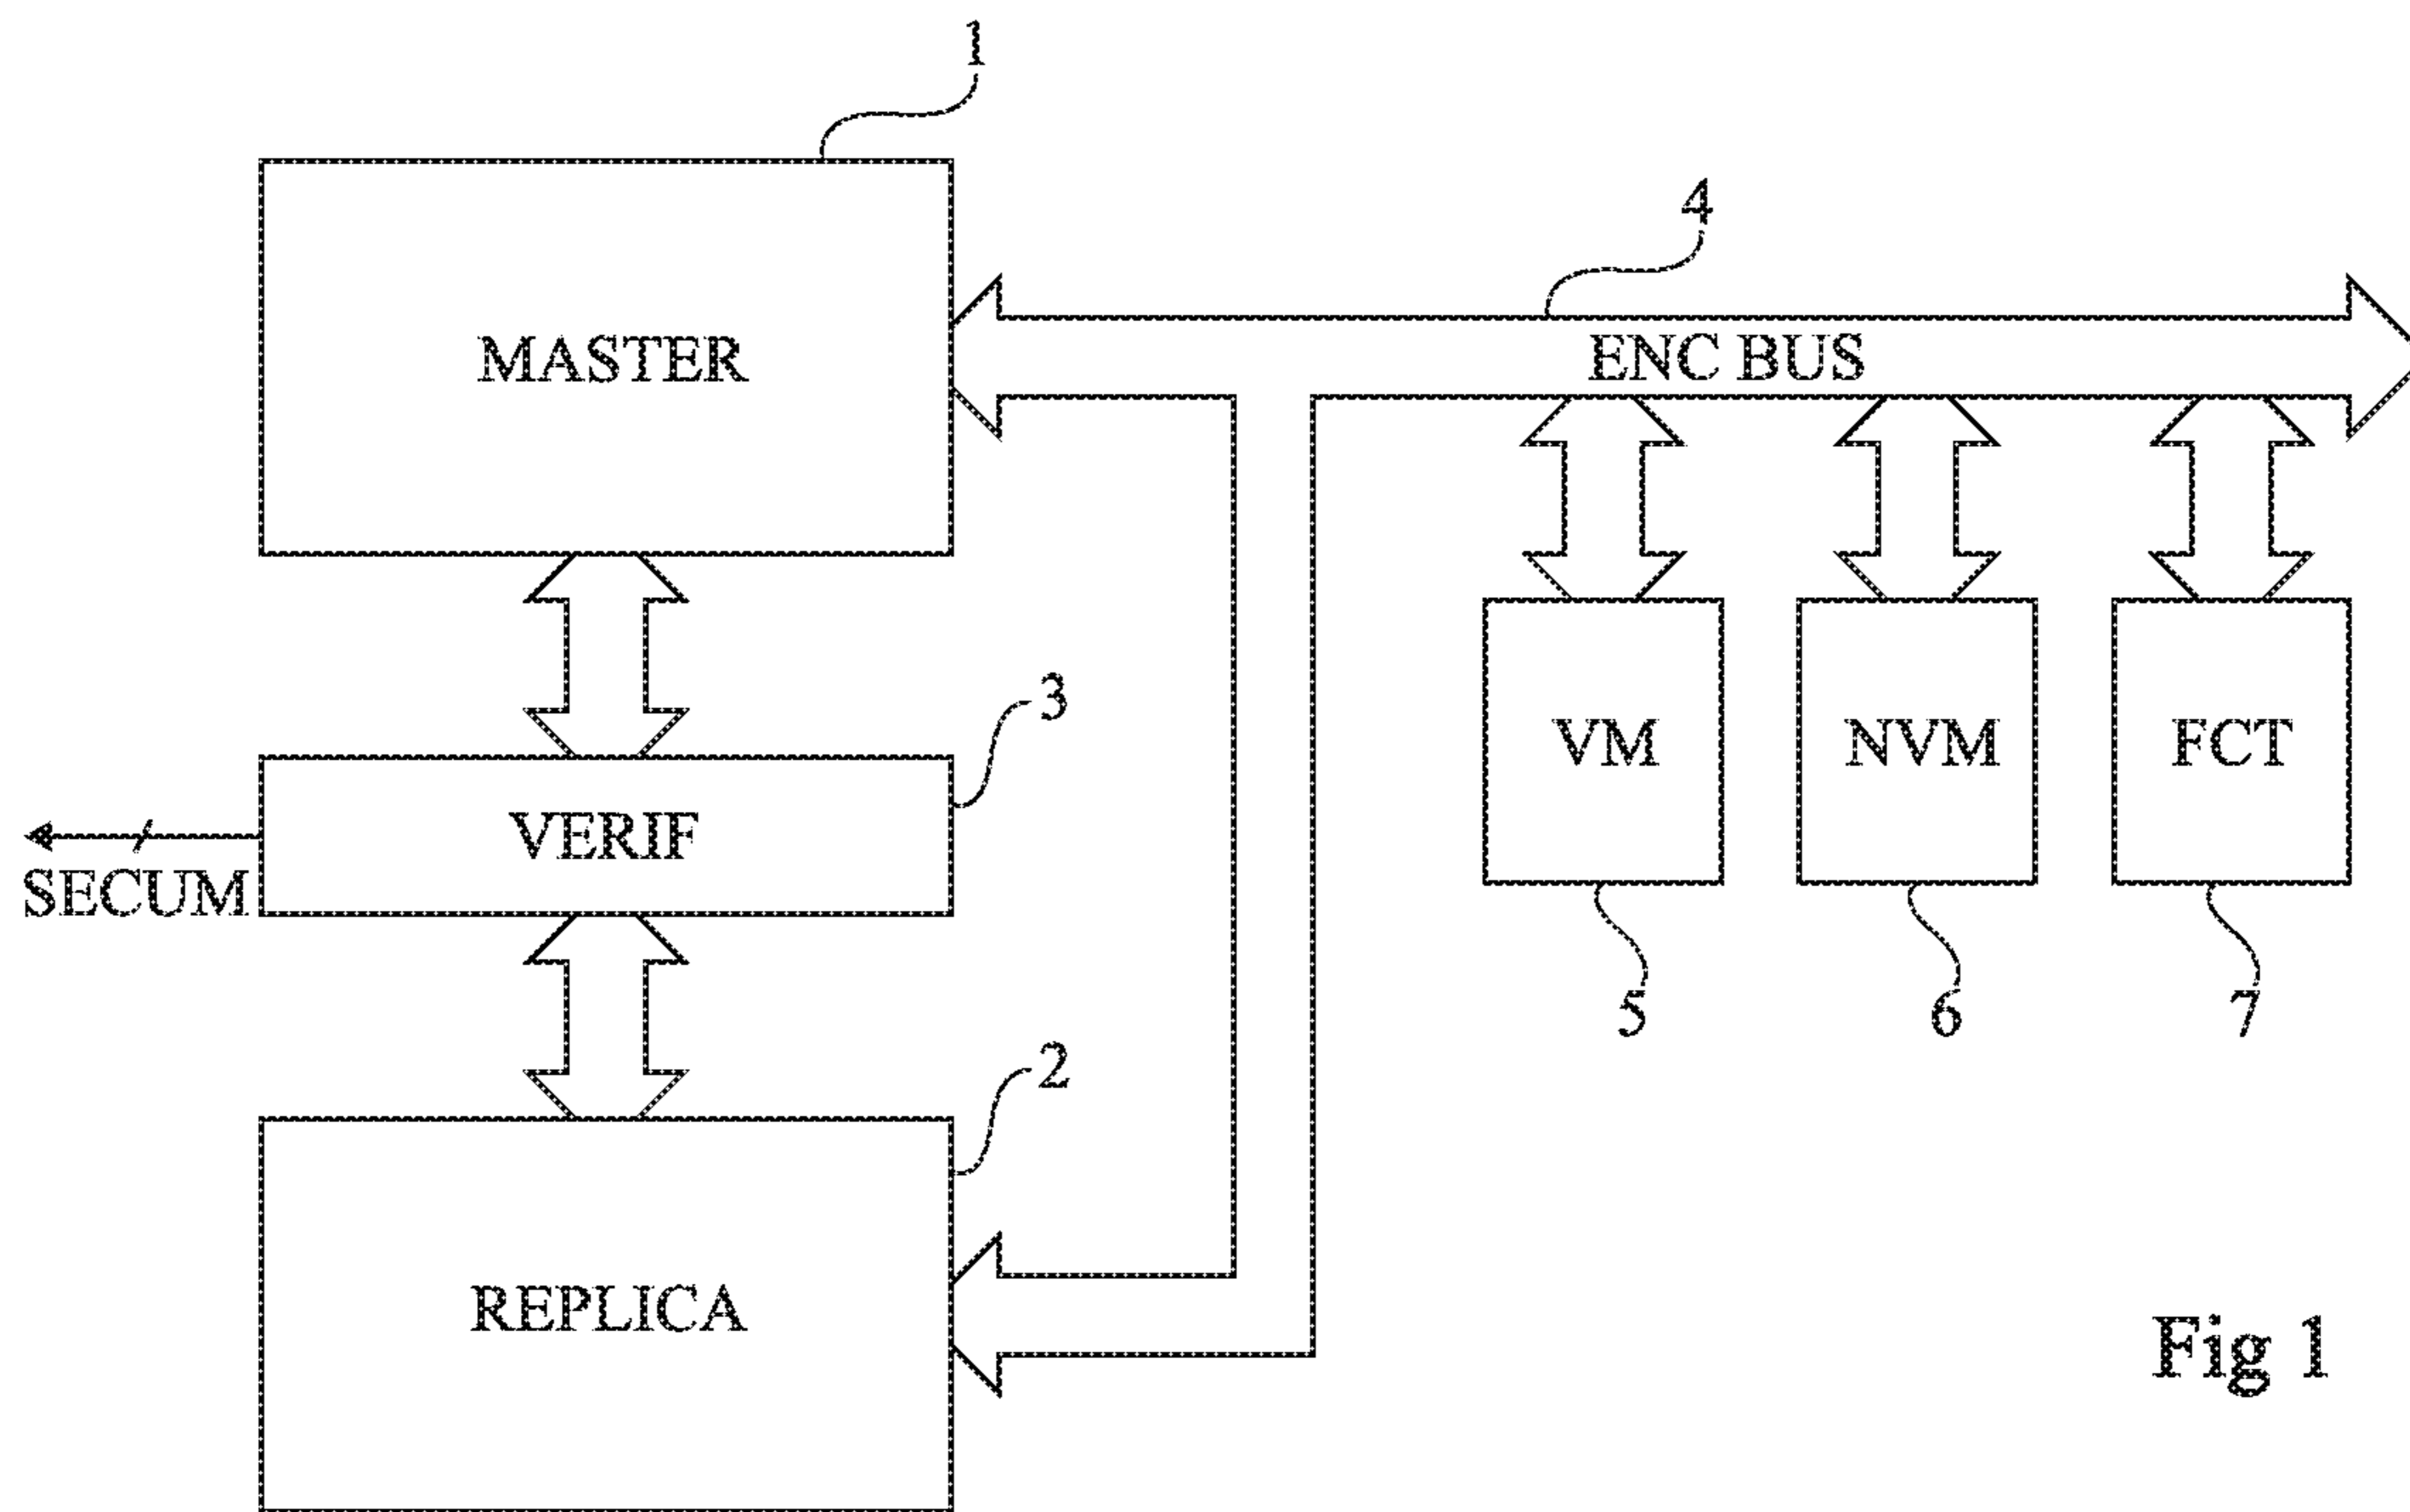 1
4
MASTER
ENC BUS
3
VM
NVM
FCT
VERIF
SECUM
5
6
7
2
REPLICA
Fig 1